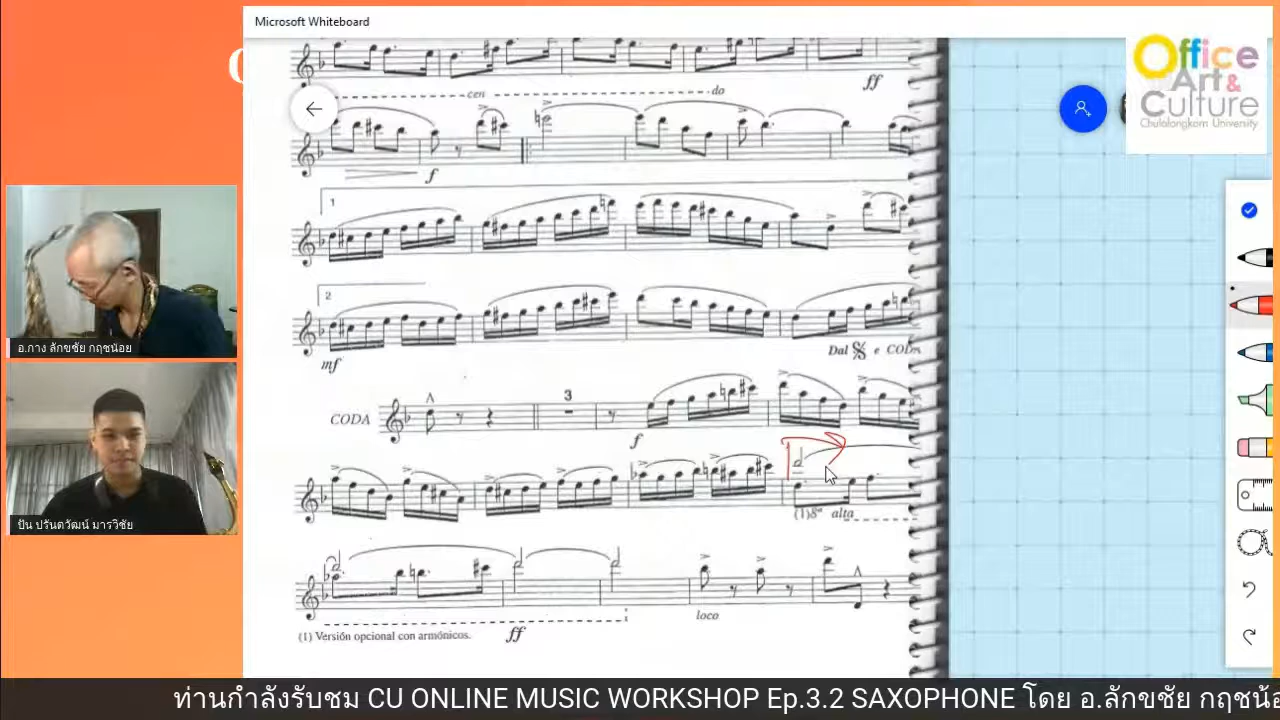 Microsoft Whiteboard
Office
Art &
Culture
Chulalongkorn University
cen
do
ff
f
1
2
mf
Dal 𝄋 e CODA
CODA
3
f
(1)8ª alta
loco
(1) Versión opcional con armónicos.
ff
อ.กาง ลักขชัย กฤชน้อย
ปัน ปรันตวัฒน์ มารวิชัย
ท่านกำลังรับชม CU ONLINE MUSIC WORKSHOP Ep.3.2 SAXOPHONE โดย อ.ลักขชัย กฤชน้อ